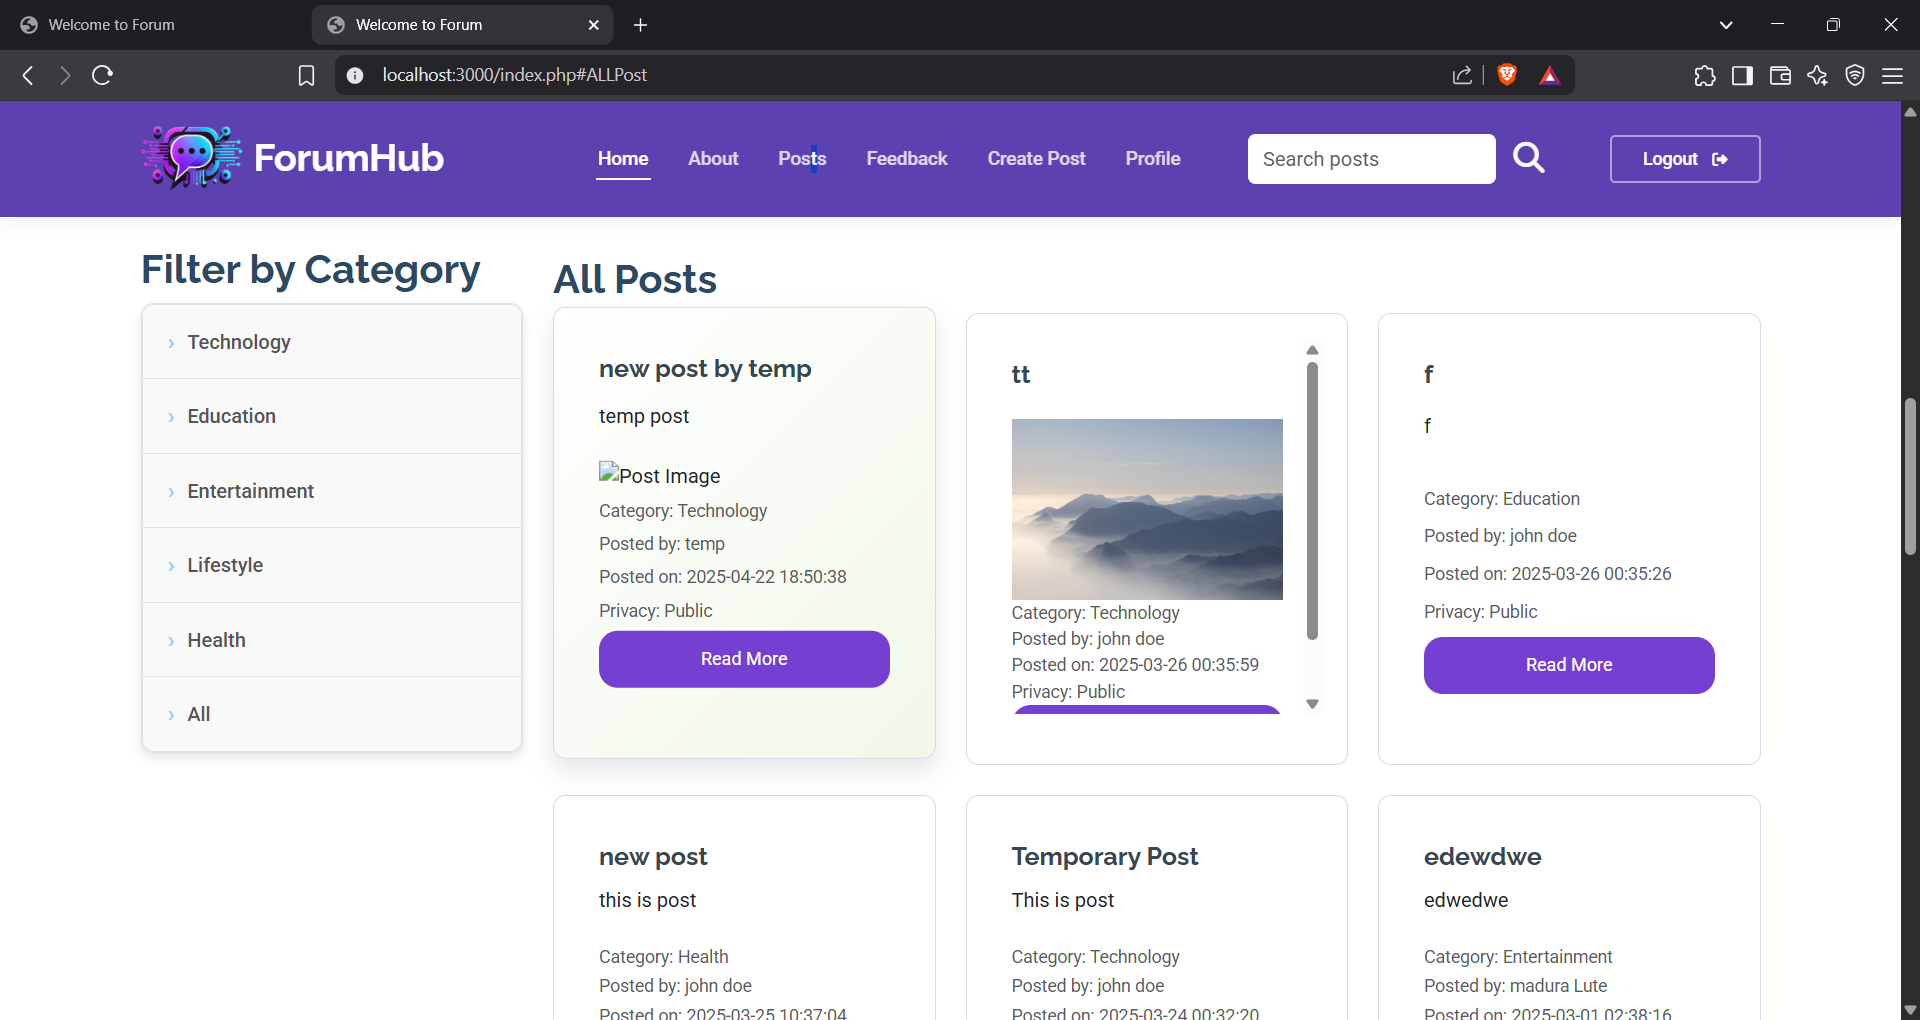 Welcome to Forum
Welcome to Forum
localhost:3000/index.php#ALLPost
ForumHub
Home
About
Posts
Feedback
Create Post
Profile
Search posts
Logout
Filter by Category
Technology
Education
Entertainment
Lifestyle
Health
All
All Posts
new post by temp
temp post
Post Image
Category: Technology
Posted by: temp
Posted on: 2025-04-22 18:50:38
Privacy: Public
Read More
tt
Category: Technology
Posted by: john doe
Posted on: 2025-03-26 00:35:59
Privacy: Public
f
f
Category: Education
Posted by: john doe
Posted on: 2025-03-26 00:35:26
Privacy: Public
Read More
new post
this is post
Category: Health
Posted by: john doe
Posted on: 2025-03-25 10:37:04
Temporary Post
This is post
Category: Technology
Posted by: john doe
Posted on: 2025-03-24 00:32:20
edewdwe
edwedwe
Category: Entertainment
Posted by: madura Lute
Posted on: 2025-03-01 02:38:16